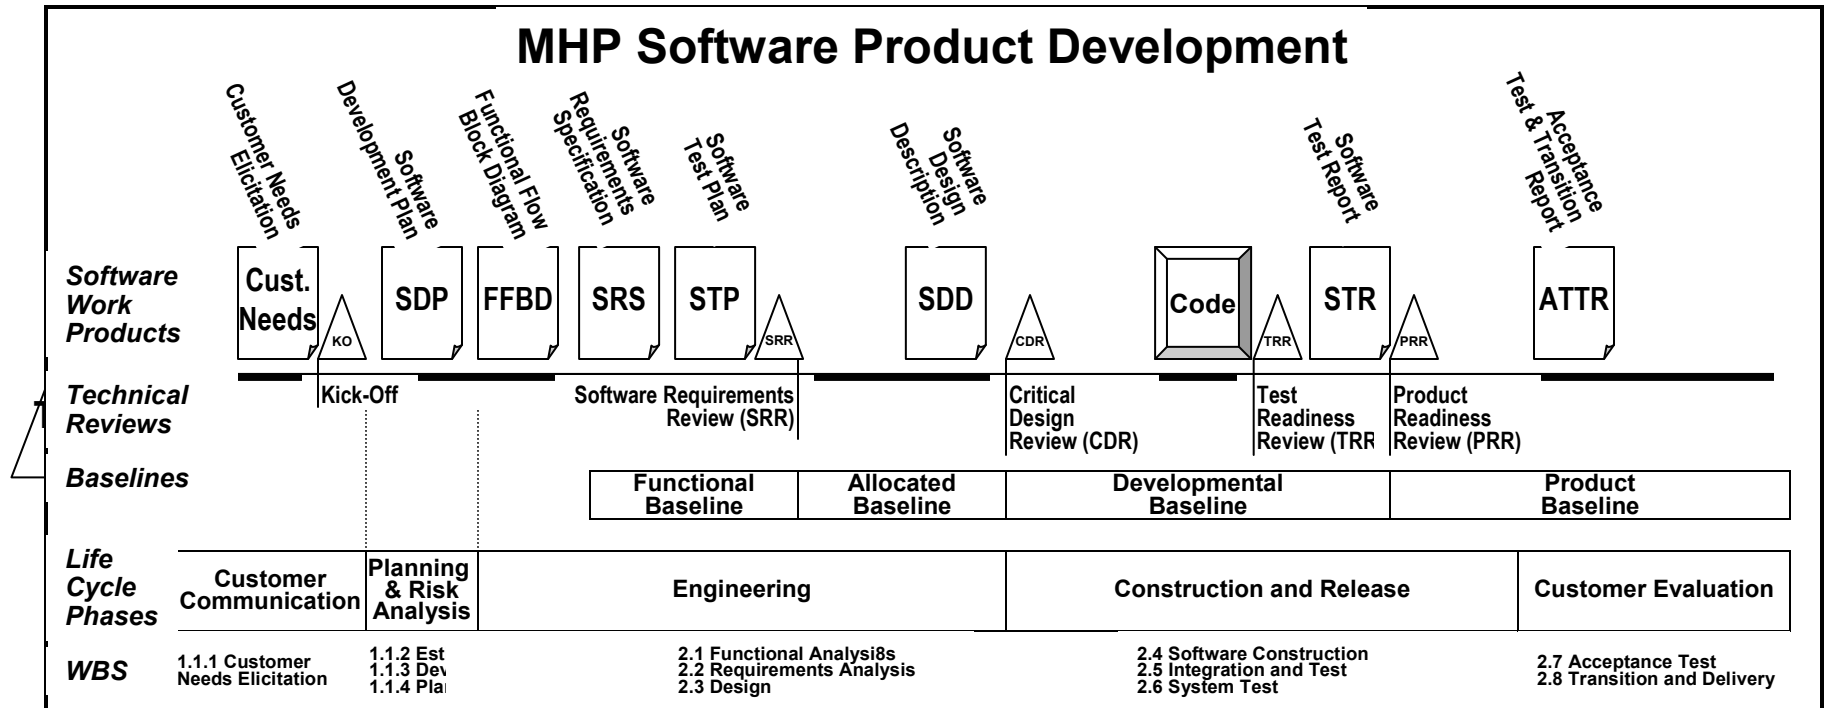 MHP Software Product Development
Customer Needs
Elicitation
Software
Development Plan
Functional Flow
Block Diagram
Software
Requirements
Specification
Software
Test Plan
Software
Design
Description
Software
Test Report
Acceptance
Test & Transition
Report
Software
Work
Products
Cust.
Needs
KO
SDP
FFBD
SRS
STP
SRR
SDD
CDR
Code
TRR
STR
PRR
ATTR
Technical
Reviews
Kick-Off
Software Requirements
Review (SRR)
Critical
Design
Review (CDR)
Test
Readiness
Review (TRR
Product
Readiness
Review (PRR)
Baselines
Functional
Baseline
Allocated
Baseline
Developmental
Baseline
Product
Baseline
Life
Cycle
Phases
Customer
Communication
Planning
& Risk
Analysis
Engineering
Construction and Release
Customer Evaluation
WBS
1.1.1 Customer
Needs Elicitation
1.1.2 Est
1.1.3
1.1.4
2.1 Functional Analysi8s
2.2 Requirements Analysis
2.3 Design
2.4 Software Construction
2.5 Integration and Test
2.6 System Test
2.7 Acceptance Test
2.8 Transition and Delivery